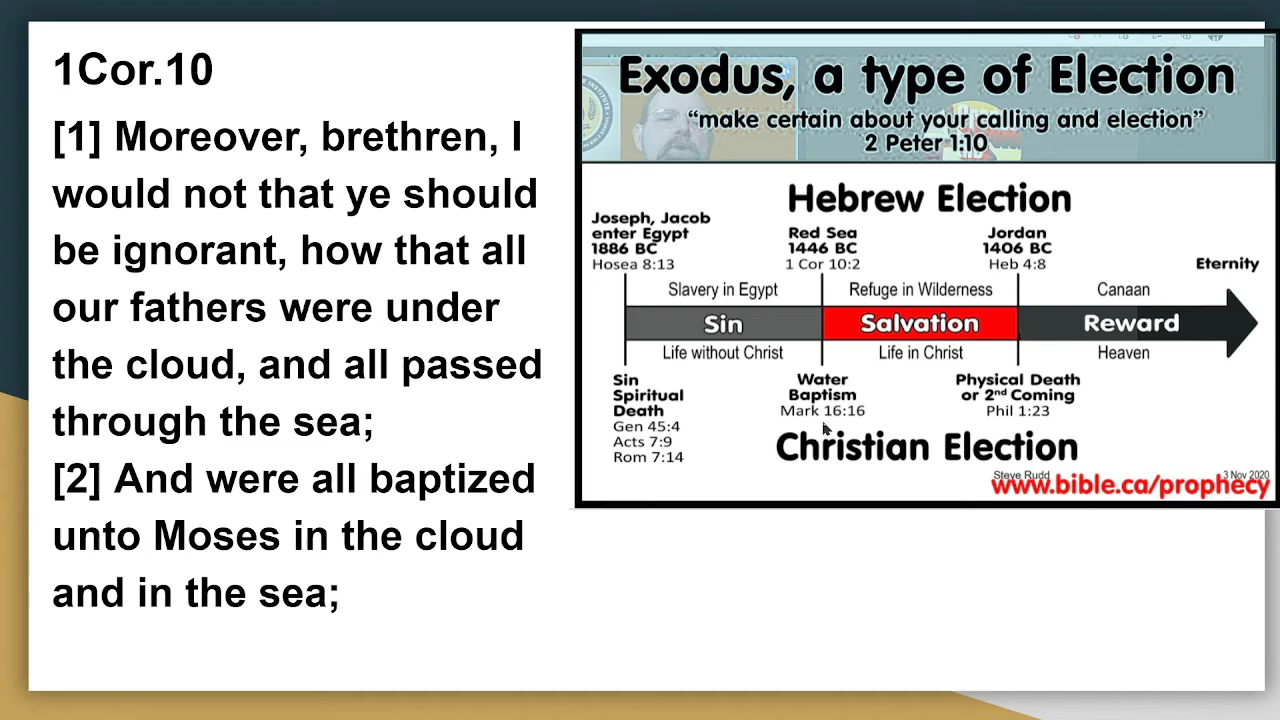 1Cor.10
[1] Moreover, brethren, I
would not that ye should
be ignorant, how that all
our fathers were under
the cloud, and all passed
through the sea;
[2] And were all baptized
unto Moses in the cloud
and in the sea;
Exodus, a type of Election
“make certain about your calling and election”
2 Peter 1:10
Hebrew Election
Joseph, Jacob
enter Egypt
1886 BC
Hosea 8:13
Red Sea
1446 BC
1 Cor 10:2
Jordan
1406 BC
Heb 4:8
Eternity
Slavery in Egypt
Refuge in Wilderness
Canaan
Sin
Salvation
Reward
Life without Christ
Life in Christ
Heaven
Sin
Spiritual
Death
Gen 45:4
Acts 7:9
Rom 7:14
Water
Baptism
Mark 16:16
Physical Death
or 2nd Coming
Phil 1:23
Christian Election
Steve Rudd
3 Nov 2020
www.bible.ca/prophecy